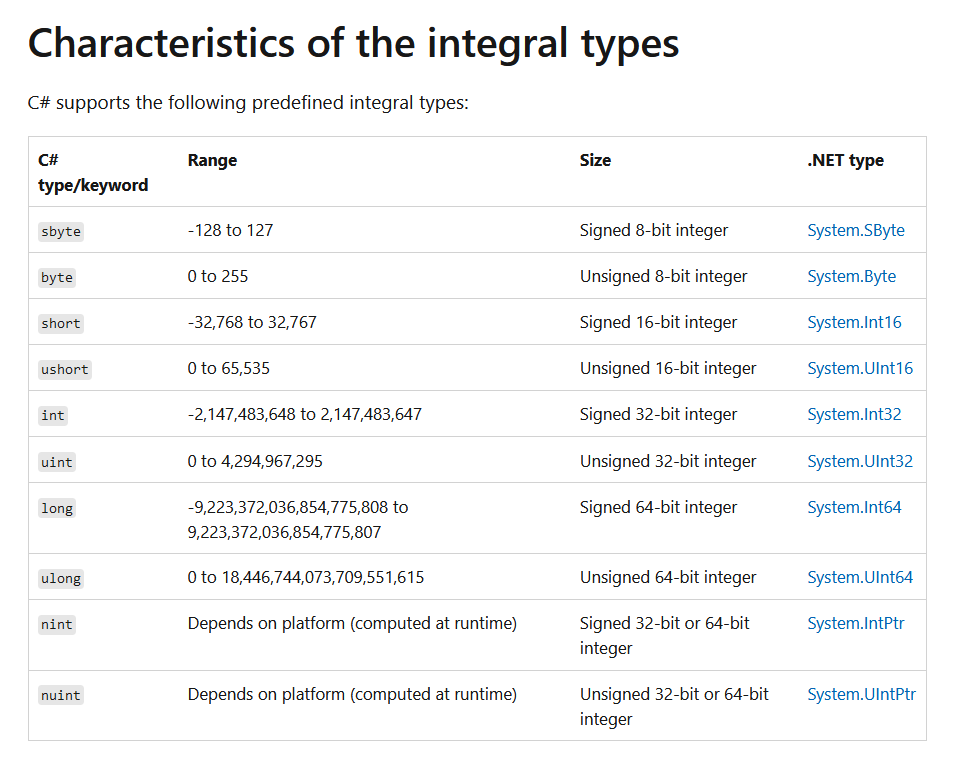 Characteristics of the integral types
C# supports the following predefined integral types:
C# type/keyword Range Size .NET type
sbyte -128 to 127 Signed 8-bit integer System.SByte
byte 0 to 255 Unsigned 8-bit integer System.Byte
short -32,768 to 32,767 Signed 16-bit integer System.Int16
ushort 0 to 65,535 Unsigned 16-bit integer System.UInt16
int -2,147,483,648 to 2,147,483,647 Signed 32-bit integer System.Int32
uint 0 to 4,294,967,295 Unsigned 32-bit integer System.UInt32
long -9,223,372,036,854,775,808 to 9,223,372,036,854,775,807 Signed 64-bit integer System.Int64
ulong 0 to 18,446,744,073,709,551,615 Unsigned 64-bit integer System.UInt64
nint Depends on platform (computed at runtime) Signed 32-bit or 64-bit integer System.IntPtr
nuint Depends on platform (computed at runtime) Unsigned 32-bit or 64-bit integer System.UIntPtr